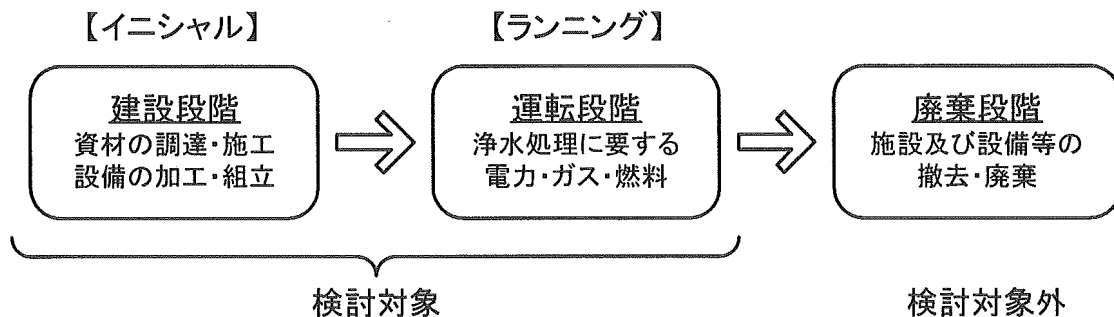 【イニシャル】
【ランニング】
建設段階
資材の調達・施工
設備の加工・組立
運転段階
浄水処理に要する
電力・ガス・燃料
廃棄段階
施設及び設備等の
撤去・廃棄
検討対象
検討対象外